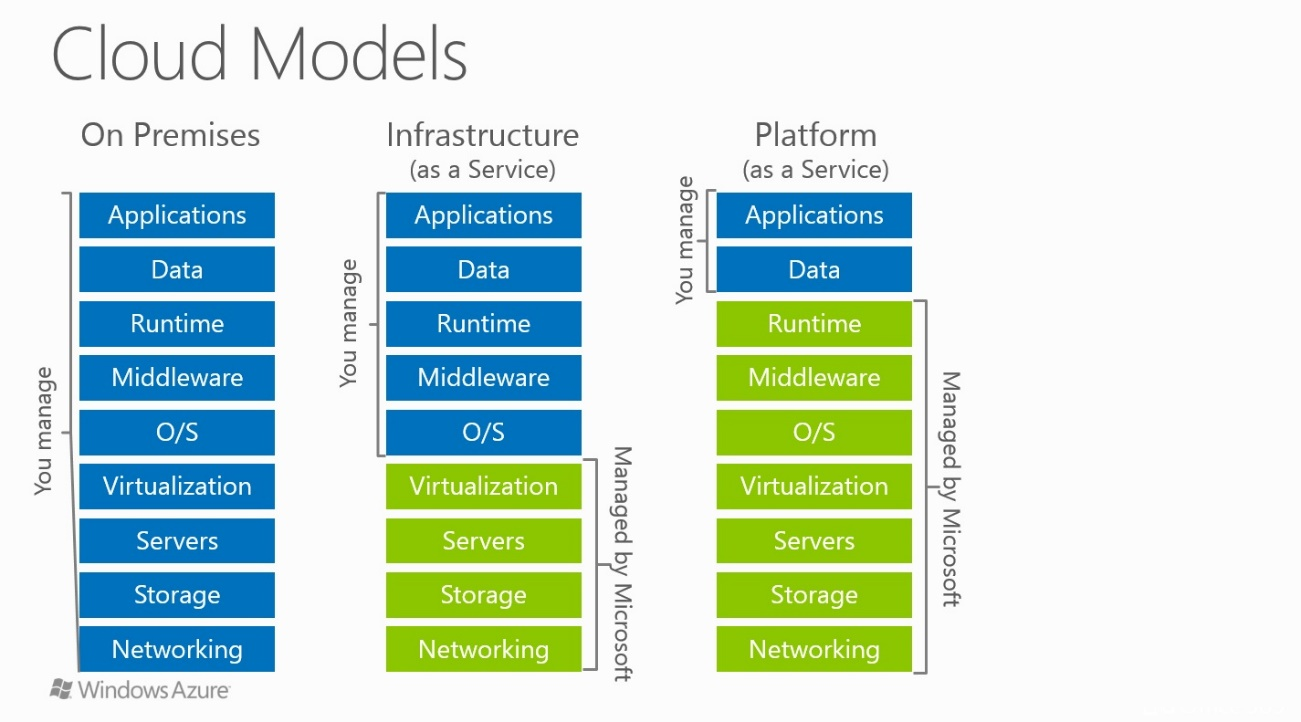 Cloud Models
On Premises
You manage
Applications
Data
Runtime
Middleware
O/S
Virtualization
Servers
Storage
Networking
Infrastructure
(as a Service)
You manage
Applications
Data
Runtime
Middleware
O/S
Virtualization
Servers
Storage
Networking
Managed by Microsoft
Platform
(as a Service)
You manage
Applications
Data
Runtime
Middleware
O/S
Virtualization
Servers
Storage
Networking
Managed by Microsoft
Windows Azure